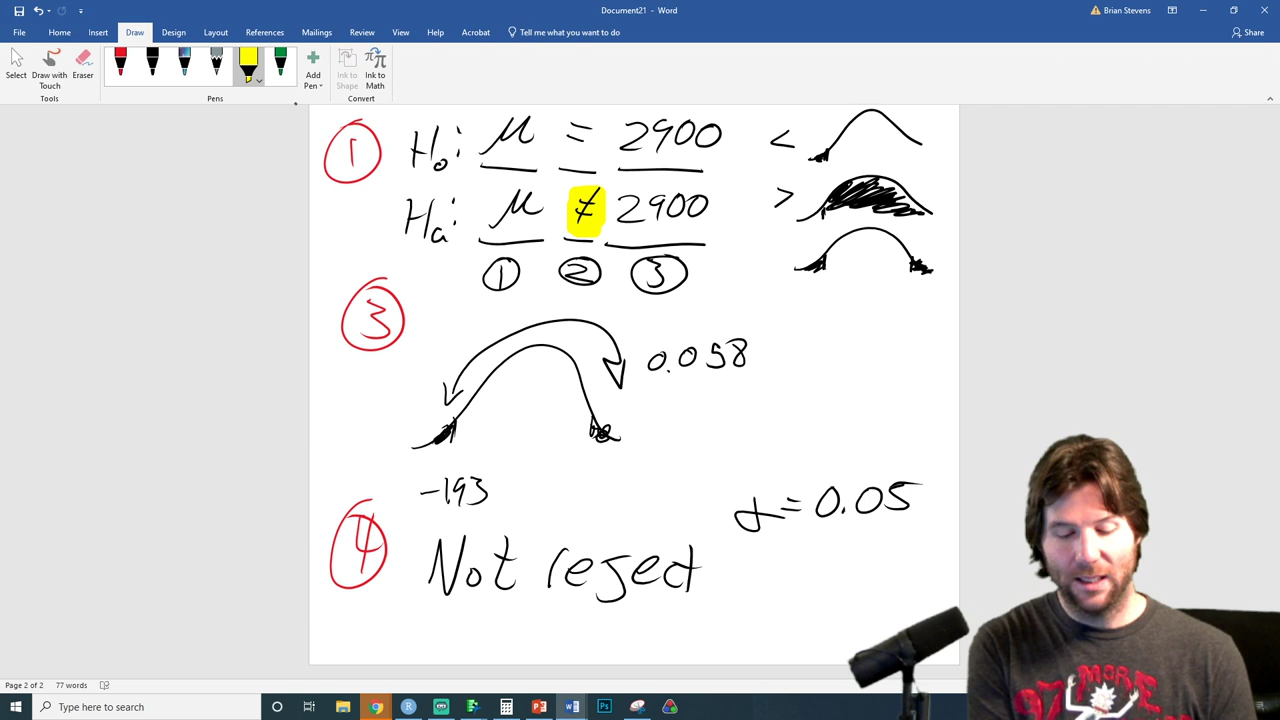 Document21 - Word
Brian Stevens
File Home Insert Draw Design Layout References Mailings Review View Help Acrobat Tell me what you want to do
Share
Select
Draw with Touch
Eraser
Add Pen
Ink to Shape
Ink to Math
Tools
Pens
Convert
1
H0: μ = 2900 <
Ha: μ ≠ 2900 >
1 2 3
3
0.058
-1.93
α = 0.05
4
Not reject
MORE
Page 2 of 2 77 words
Type here to search